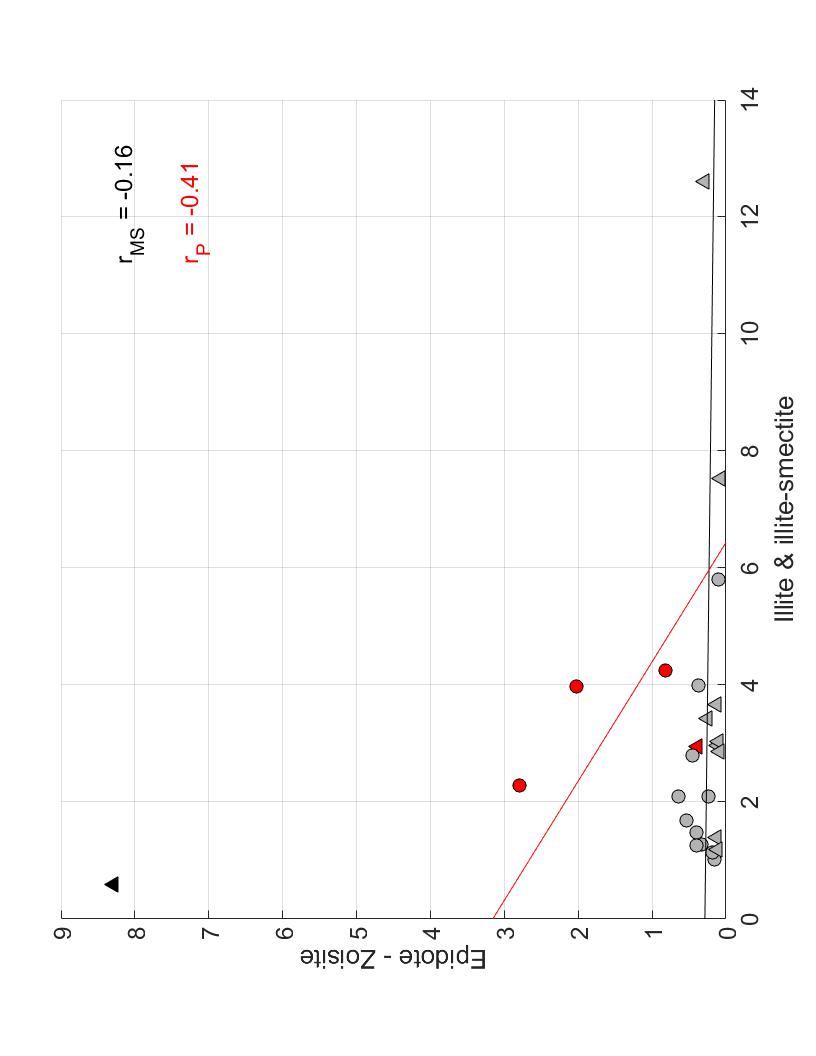 9
8
7
6
5
4
3
2
1
0
Epidote - Zoisite
r_MS = -0.16
r_P = -0.41
0 2 4 6 8 10 12 14
Illite & illite-smectite